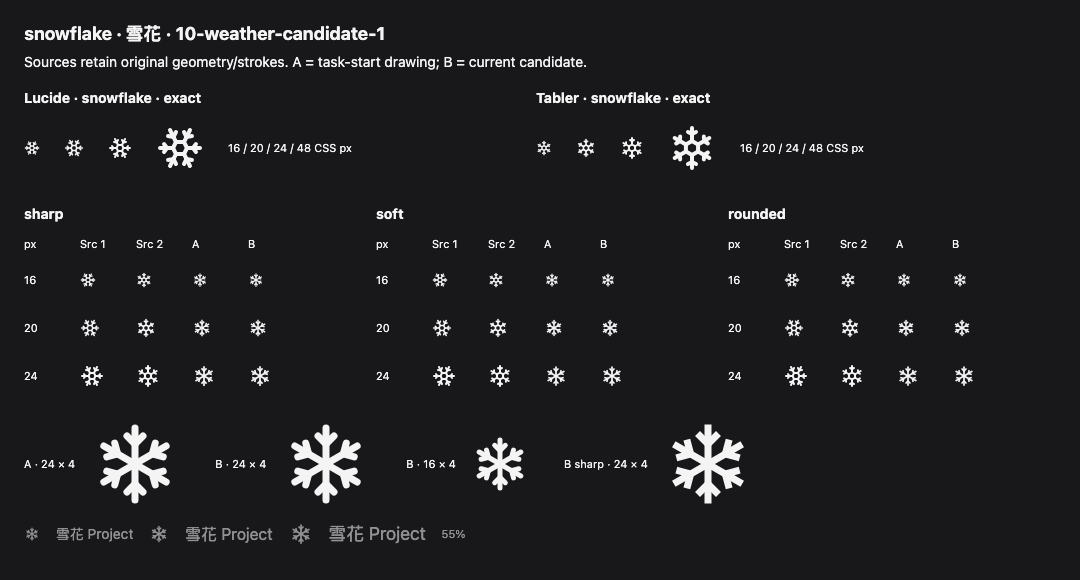 snowflake · 雪花 · 10-weather-candidate-1
Sources retain original geometry/strokes. A = task-start drawing; B = current candidate.
Lucide · snowflake · exact
Tabler · snowflake · exact
16 / 20 / 24 / 48 CSS px
16 / 20 / 24 / 48 CSS px
sharp
soft
rounded
px Src 1 Src 2 A B
px Src 1 Src 2 A B
px Src 1 Src 2 A B
16
16
16
20
20
20
24
24
24
A · 24 × 4
B · 24 × 4
B · 16 × 4
B sharp · 24 × 4
雪花 Project
雪花 Project
雪花 Project
55%